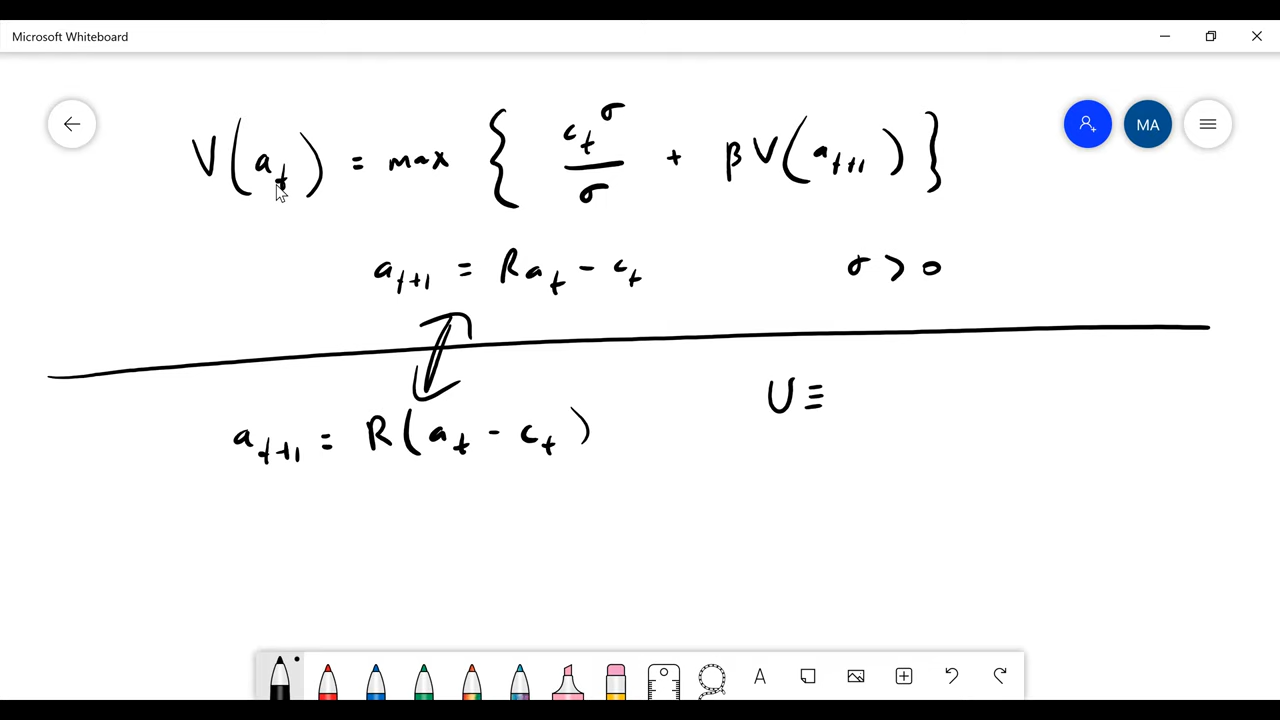 Microsoft Whiteboard
V(a_t) = max { c_t^σ / σ + βV(a_{t+1}) }
MA
a_{t+1} = Ra_t - c_t
σ > 0
U ≡
a_{t+1} = R(a_t - c_t)
A